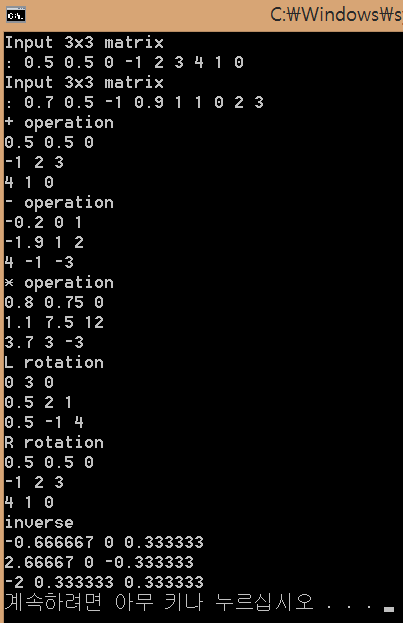 C:\Windows\s
Input 3x3 matrix
: 0.5 0.5 0 -1 2 3 4 1 0
Input 3x3 matrix
: 0.7 0.5 -1 0.9 1 1 0 2 3
+ operation
0.5 0.5 0
-1 2 3
4 1 0
- operation
-0.2 0 1
-1.9 1 2
4 -1 -3
* operation
0.8 0.75 0
1.1 7.5 12
3.7 3 -3
L rotation
0 3 0
0.5 2 1
0.5 -1 4
R rotation
0.5 0.5 0
-1 2 3
4 1 0
inverse
-0.666667 0 0.333333
2.66667 0 -0.333333
-2 0.333333 0.333333
계속하려면 아무 키나 누르십시오 . . .